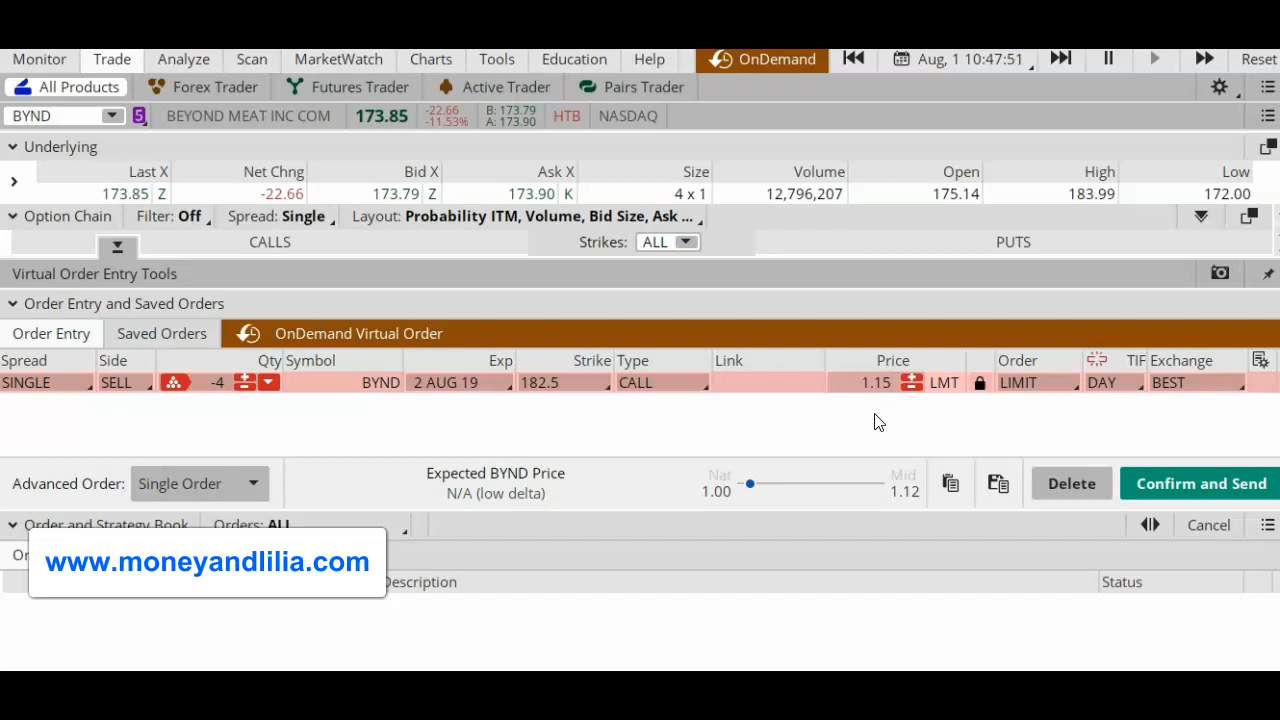 Monitor Trade Analyze Scan MarketWatch Charts Tools Education Help OnDemand Aug, 1 10:47:51 Reset
All Products Forex Trader Futures Trader Active Trader Pairs Trader
BYND 5 BEYOND MEAT INC COM 173.85 -22.66 -11.53% B: 173.79 A: 173.90 HTB NASDAQ
Underlying
Last X Net Chng Bid X Ask X Size Volume Open High Low
173.85 Z -22.66 173.79 Z 173.90 K 4 x 1 12,796,207 175.14 183.99 172.00
Option Chain Filter: Off Spread: Single Layout: Probability ITM, Volume, Bid Size, Ask ...
CALLS Strikes: ALL PUTS
Virtual Order Entry Tools
Order Entry and Saved Orders
Order Entry Saved Orders OnDemand Virtual Order
Spread Side Qty Symbol Exp Strike Type Link Price Order TIF Exchange
SINGLE SELL -4 BYND 2 AUG 19 182.5 CALL 1.15 LMT LIMIT DAY BEST
Advanced Order: Single Order Expected BYND Price N/A (low delta) Nat 1.00 Mid 1.12 Delete Confirm and Send
Order and Strategy Book Orders: ALL Cancel
www.moneyandlilia.com
Description Status